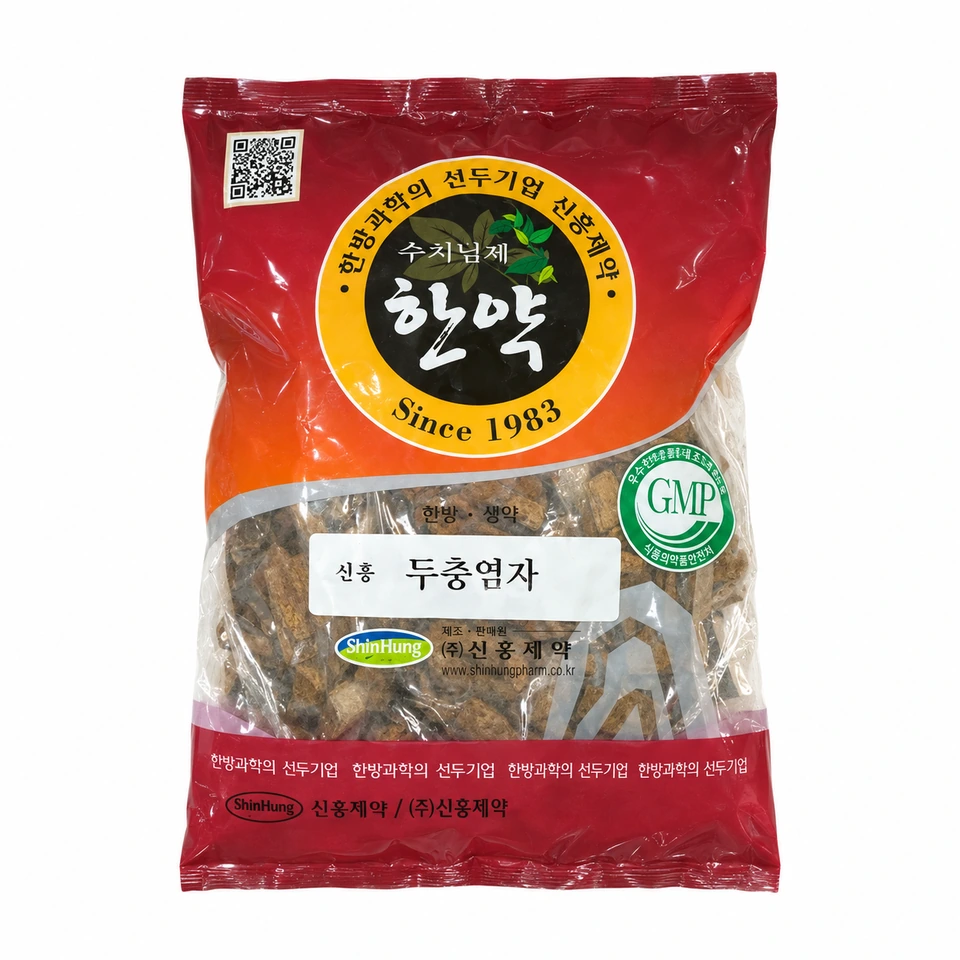 한방과학의 선두기업 신흥제약
수치님제
한약
Since 1983
GMP
식품의약품안전처
한방 · 생약
신흥 두충염자
ShinHung
제조 · 판매원
(주)신흥제약
www.shinhungpharm.co.kr
한방과학의 선두기업 한방과학의 선두기업 한방과학의 선두기업 한방과학의 선두기업
ShinHung 신흥제약 / (주)신흥제약